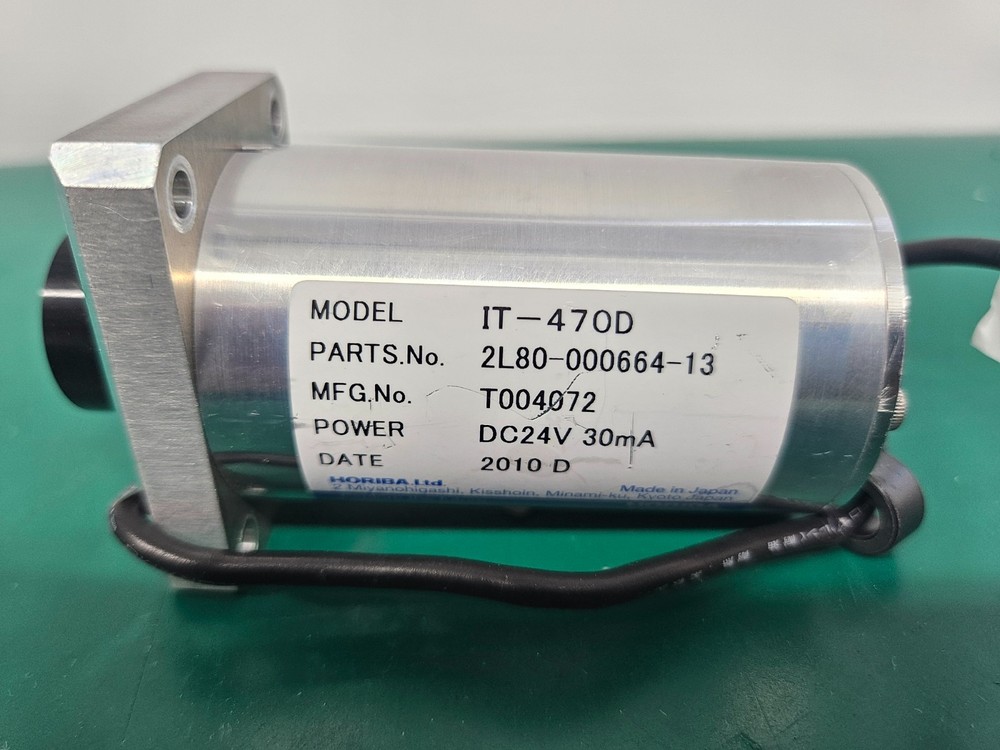 MODEL IT-470D
PARTS.No. 2L80-000664-13
MFG.No. T004072
POWER DC24V 30mA
DATE 2010 D
HORIBA,Ltd. Made in Japan
2 Miyanohigashi, Kisshoin, Minami-ku, Kyoto Japan